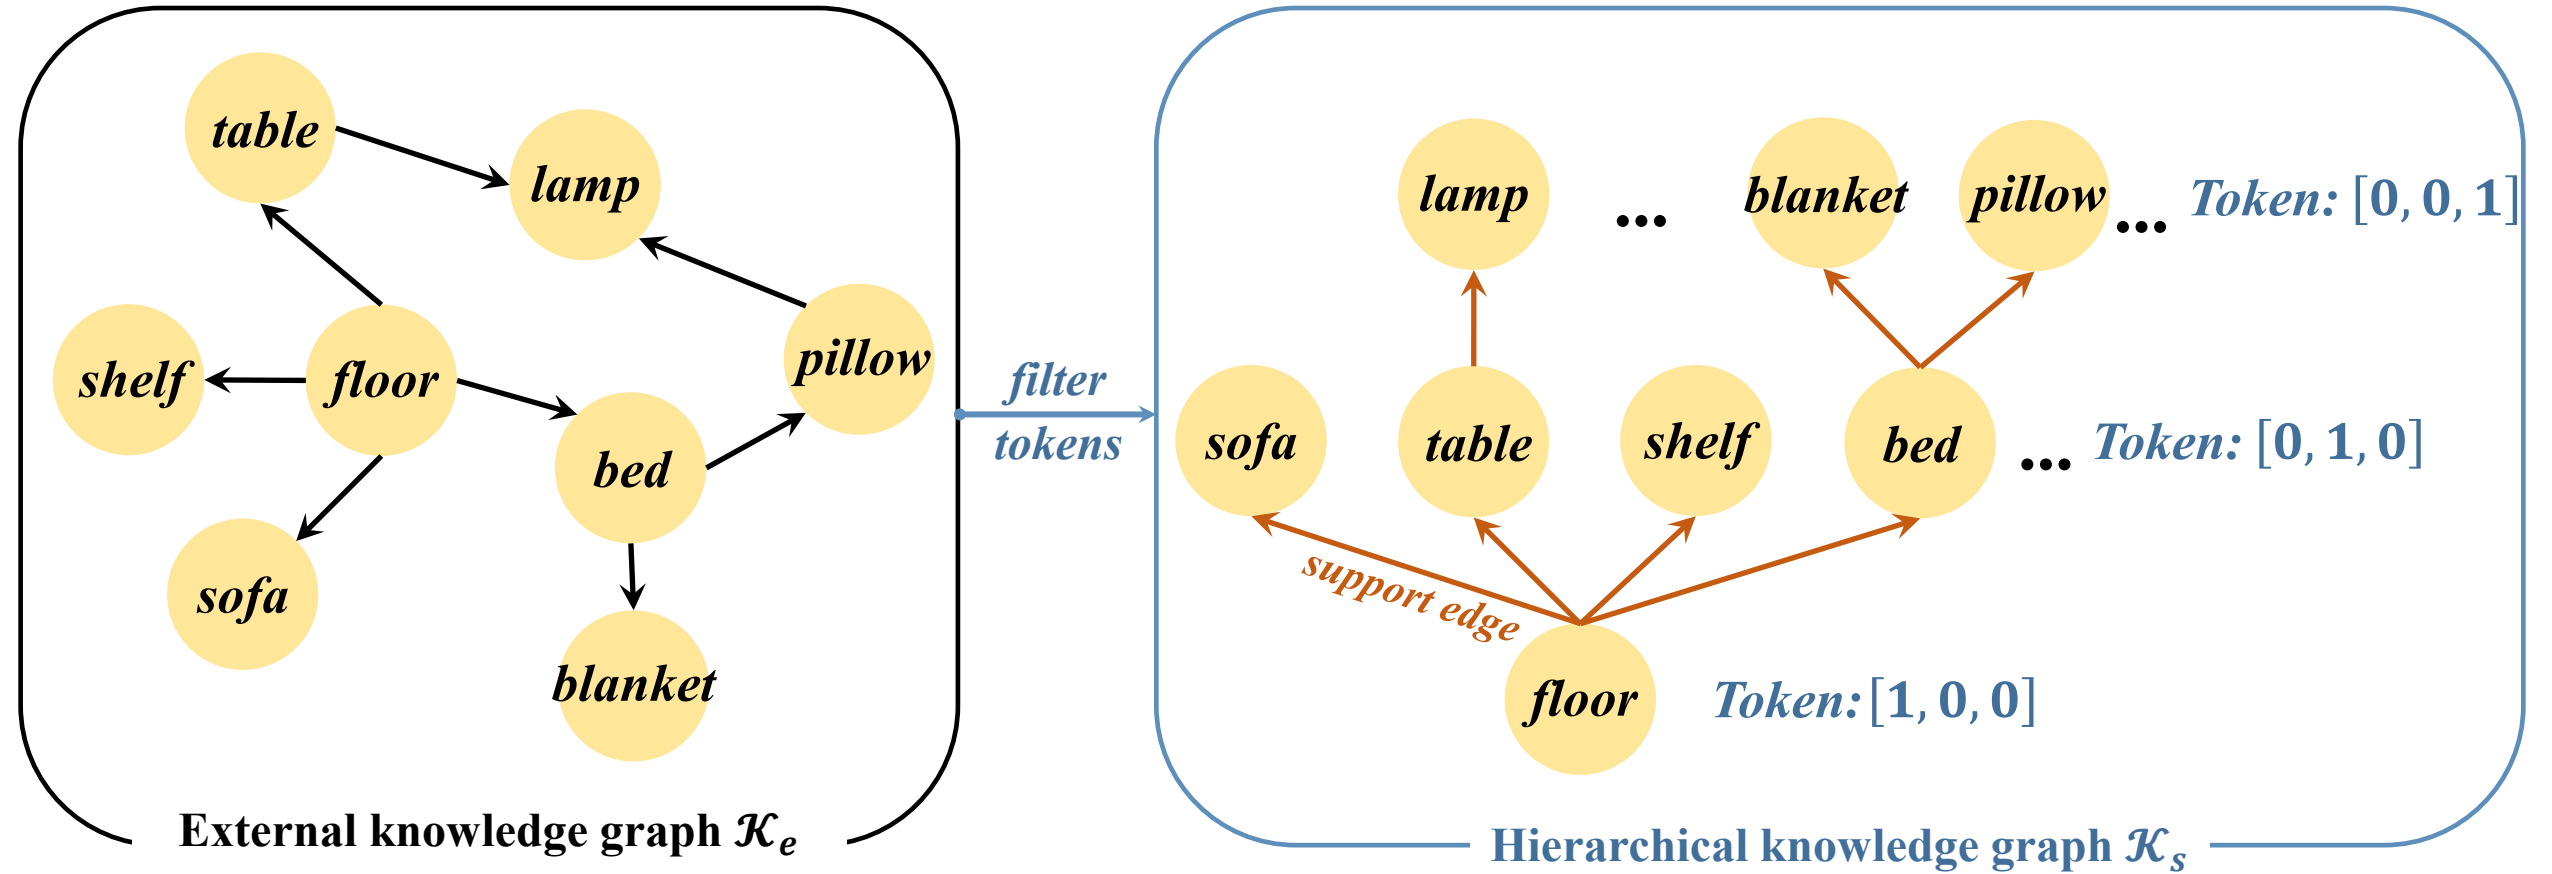 table
lamp
shelf
floor
pillow
bed
sofa
blanket
External knowledge graph 𝒦ₑ
filter
tokens
lamp ... blanket pillow ... Token: [0, 0, 1]
sofa table shelf bed ... Token: [0, 1, 0]
support edge
floor Token: [1, 0, 0]
Hierarchical knowledge graph 𝒦ₛ